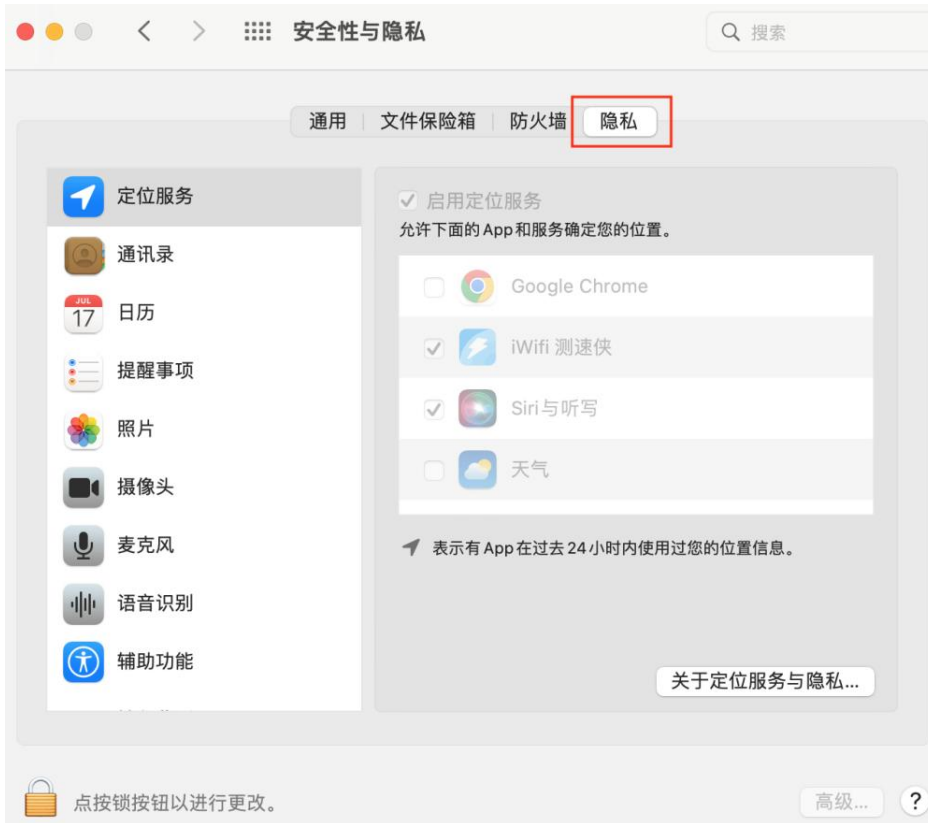 安全性与隐私
搜索
通用
文件保险箱
防火墙
隐私
定位服务
通讯录
JUL
17
日历
提醒事项
照片
摄像头
麦克风
语音识别
辅助功能
启用定位服务
允许下面的 App 和服务确定您的位置。
Google Chrome
iWifi 测速侠
Siri与听写
天气
表示有 App 在过去 24 小时内使用过您的位置信息。
关于定位服务与隐私...
点按锁按钮以进行更改。
高级...
?